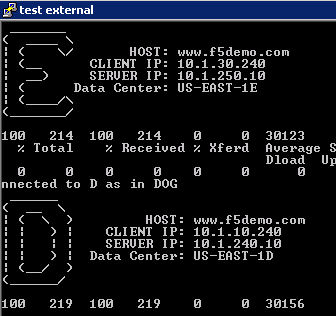 test external
HOST: www.f5demo.com
CLIENT IP: 10.1.30.240
SERVER IP: 10.1.250.10
Data Center: US-EAST-1E
100 214 100 214 0 0 30123
% Total % Received % Xferd Average S
Dload Up
0 0 0 0 0 0 0
nnected to D as in DOG
HOST: www.f5demo.com
CLIENT IP: 10.1.10.240
SERVER IP: 10.1.240.10
Data Center: US-EAST-1D
100 219 100 219 0 0 30156